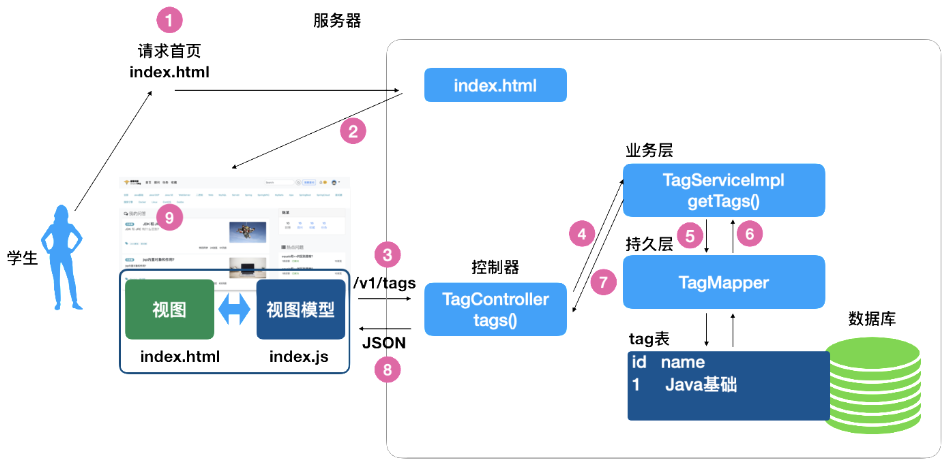 1
服务器
请求首页
index.html
index.html
2
业务层
TagServiceImpl
getTags()
9
学生
3
/v1/tags
控制器
4
5
6
持久层
7
TagController
tags()
TagMapper
视图
视图模型
index.html
index.js
JSON
8
数据库
tag表
id name
1 Java基础